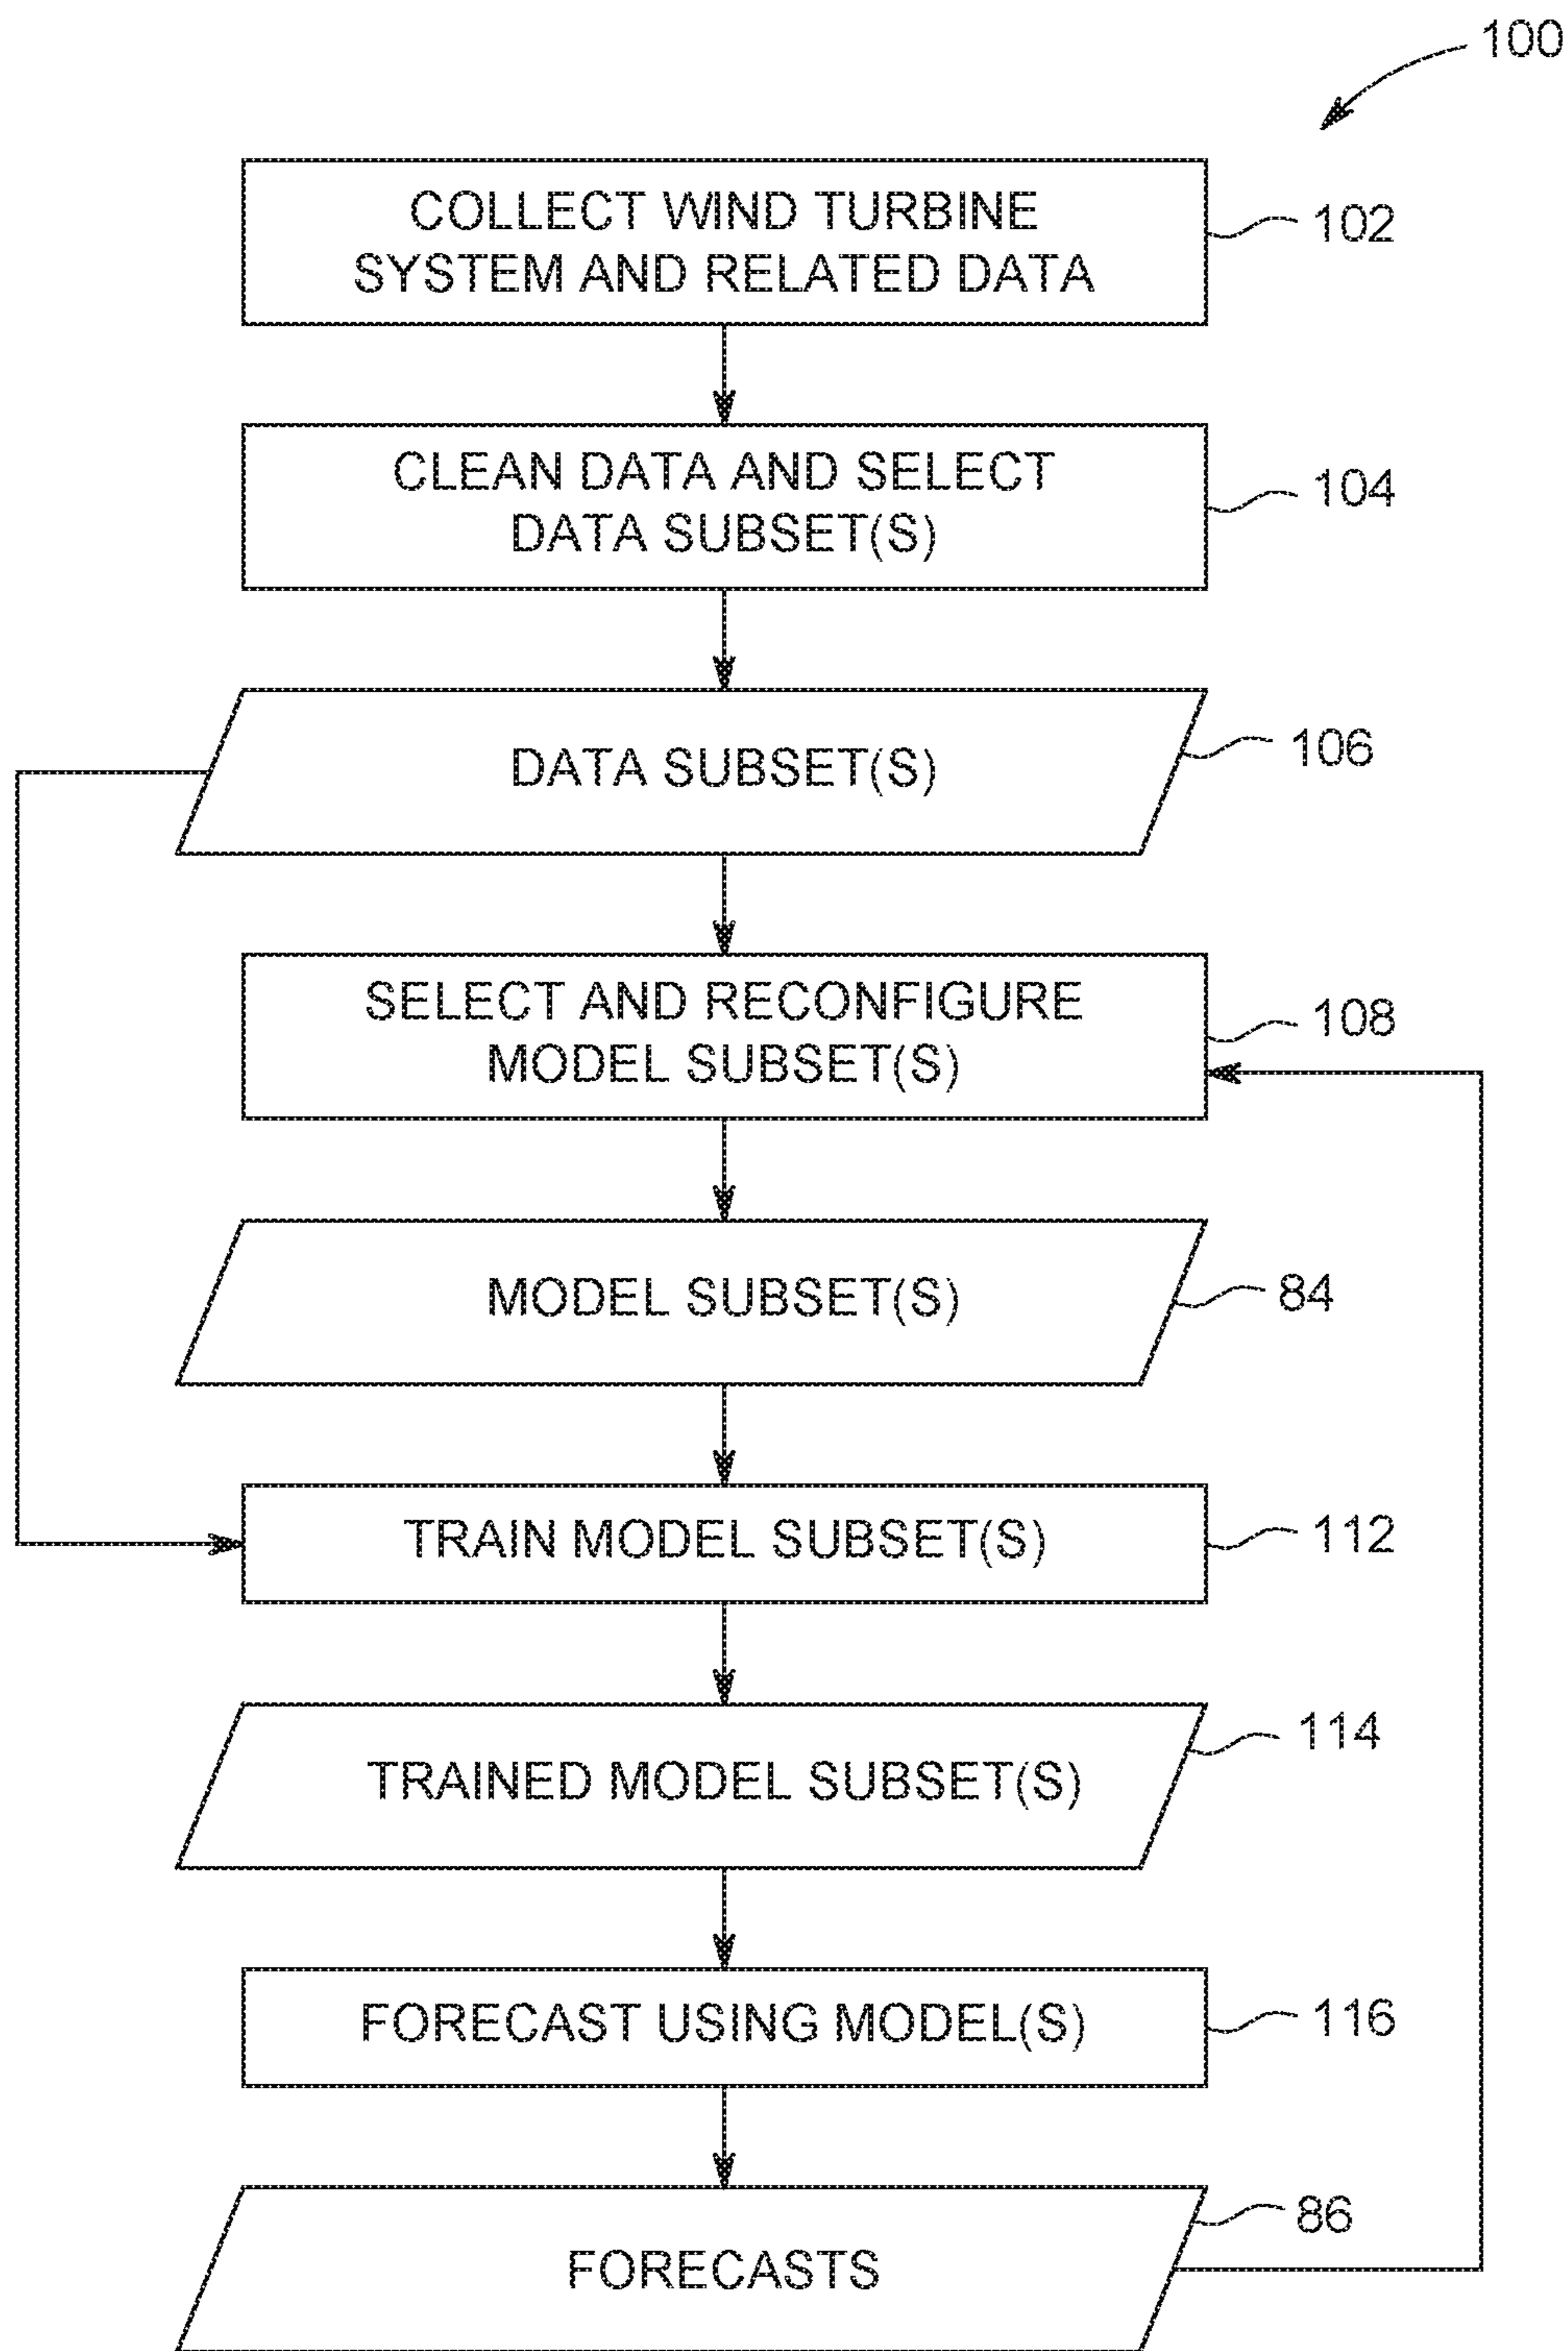 100
COLLECT WIND TURBINE
SYSTEM AND RELATED DATA
102
CLEAN DATA AND SELECT
DATA SUBSET(S)
104
DATA SUBSET(S)
106
SELECT AND RECONFIGURE
MODEL SUBSET(S)
108
MODEL SUBSET(S)
84
TRAIN MODEL SUBSET(S)
112
TRAINED MODEL SUBSET(S)
114
FORECAST USING MODEL(S)
116
FORECASTS
86